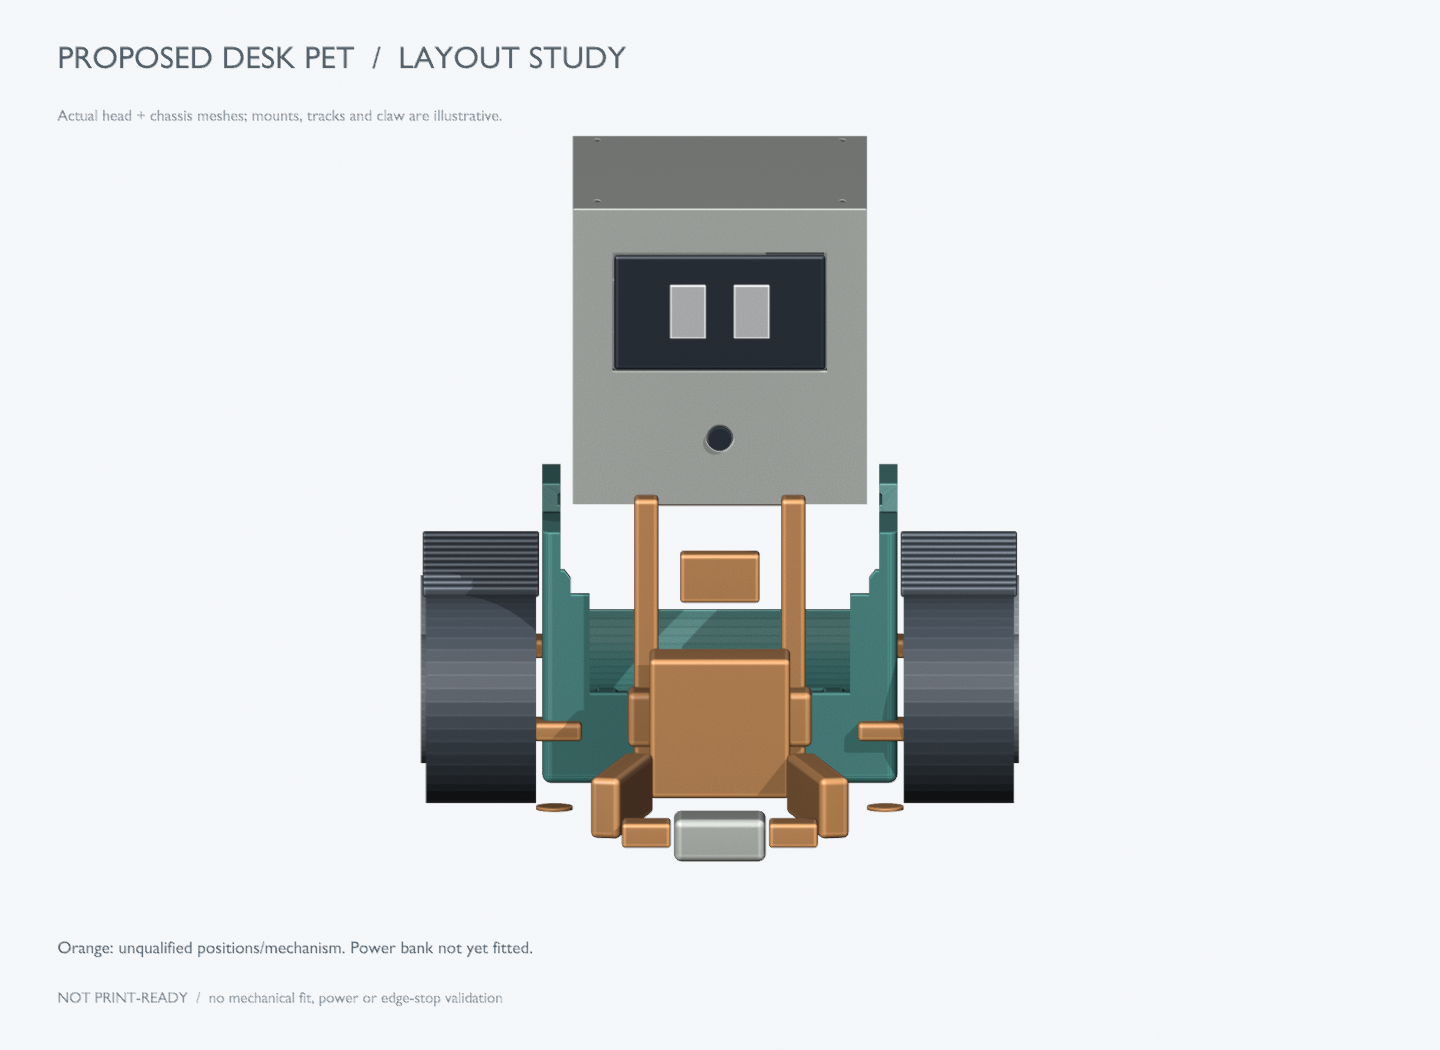 PROPOSED DESK PET / LAYOUT STUDY
Actual head + chassis meshes; mounts, tracks and claw are illustrative.
Orange: unqualified positions/mechanism. Power bank not yet fitted.
NOT PRINT-READY / no mechanical fit, power or edge-stop validation